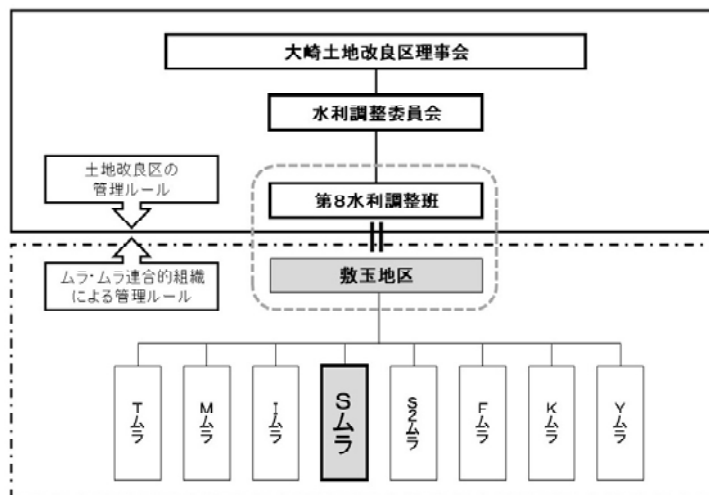 大崎土地改良区理事会
水利調整委員会
土地改良区の
管理ルール
第8水利調整班
ムラ・ムラ連合的組織
による管理ルール
敷玉地区
Tムラ
Mムラ
Iムラ
Sムラ
S2ムラ
Fムラ
Kムラ
Yムラ